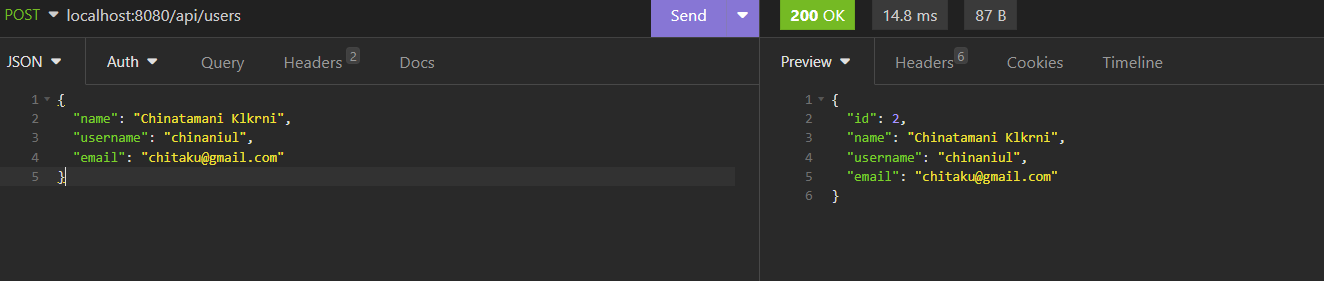 POST localhost:8080/api/users Send 200 OK 14.8 ms 87 B
JSON Auth Query Headers 2 Docs
1 {
2 "name": "Chinatamani Klkrni",
3 "username": "chinaniul",
4 "email": "chitaku@gmail.com"
5 }
Preview Headers 6 Cookies Timeline
1 {
2 "id": 2,
3 "name": "Chinatamani Klkrni",
4 "username": "chinaniul",
5 "email": "chitaku@gmail.com"
6 }